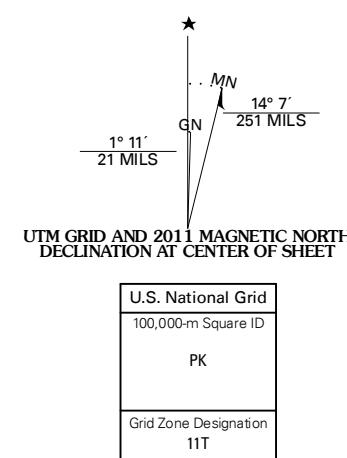 ★
MN
GN
14° 7´
251 MILS
1° 11´
21 MILS
UTM GRID AND 2011 MAGNETIC NORTH
DECLINATION AT CENTER OF SHEET
U.S. National Grid
100,000-m Square ID
PK
Grid Zone Designation
11T